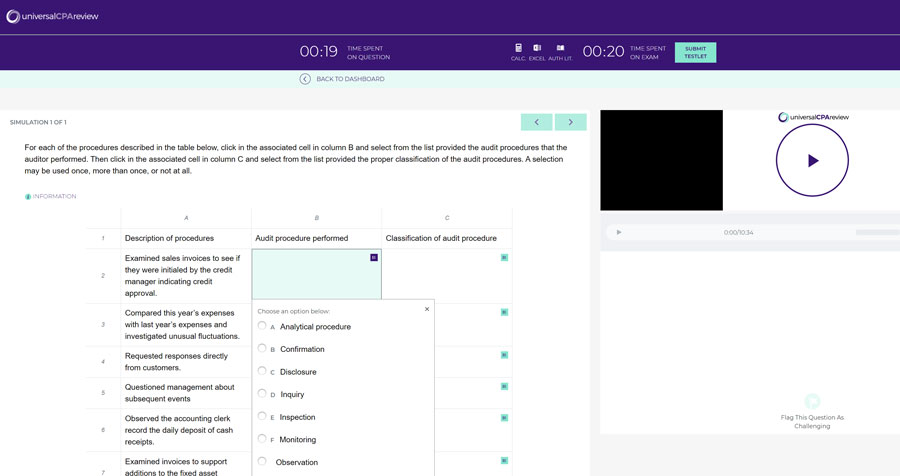 universalCPAreview
00:19 TIME SPENT ON QUESTION
CALC. EXCEL AUTH LIT.
00:20 TIME SPENT ON EXAM
SUBMIT TESTLET
BACK TO DASHBOARD
SIMULATION 1 OF 1
For each of the procedures described in the table below, click in the associated cell in column B and select from the list provided the audit procedures that the
auditor performed. Then click in the associated cell in column C and select from the list provided the proper classification of the audit procedures. A selection
may be used once, more than once, or not at all.
INFORMATION
A B C
1 Description of procedures Audit procedure performed Classification of audit procedure
2 Examined sales invoices to see if
they were initialed by the credit
manager indicating credit
approval.
3 Compared this year's expenses
with last year's expenses and
investigated unusual fluctuations.
4 Requested responses directly
from customers.
5 Questioned management about
subsequent events
6 Observed the accounting clerk
record the daily deposit of cash
receipts.
7 Examined invoices to support
additions to the fixed asset
Choose an option below: ×
A Analytical procedure
B Confirmation
C Disclosure
D Inquiry
E Inspection
F Monitoring
Observation
universalCPAreview
0:00/10:34
Flag This Question As
Challenging